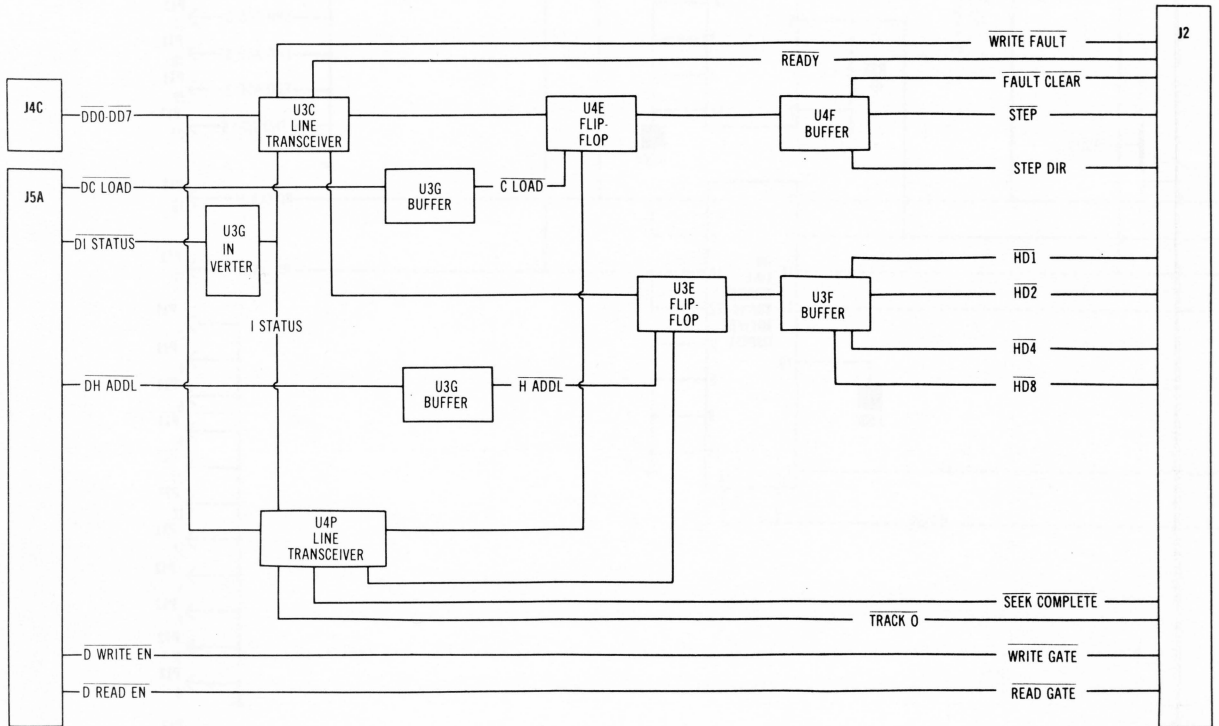 J2
WRITE FAULT
READY
FAULT CLEAR
J4C
DD0-DD7
U3C
LINE
TRANSCEIVER
U4E
FLIP-
FLOP
U4F
BUFFER
STEP
STEP DIR
J5A
DC LOAD
U3G
BUFFER
C LOAD
DI STATUS
U3G
IN
VERTER
HD1
U3E
FLIP-
FLOP
U3F
BUFFER
HD2
I STATUS
HD4
DH ADDL
U3G
BUFFER
H ADDL
HD8
U4P
LINE
TRANSCEIVER
SEEK COMPLETE
TRACK 0
D WRITE EN
WRITE GATE
D READ EN
READ GATE